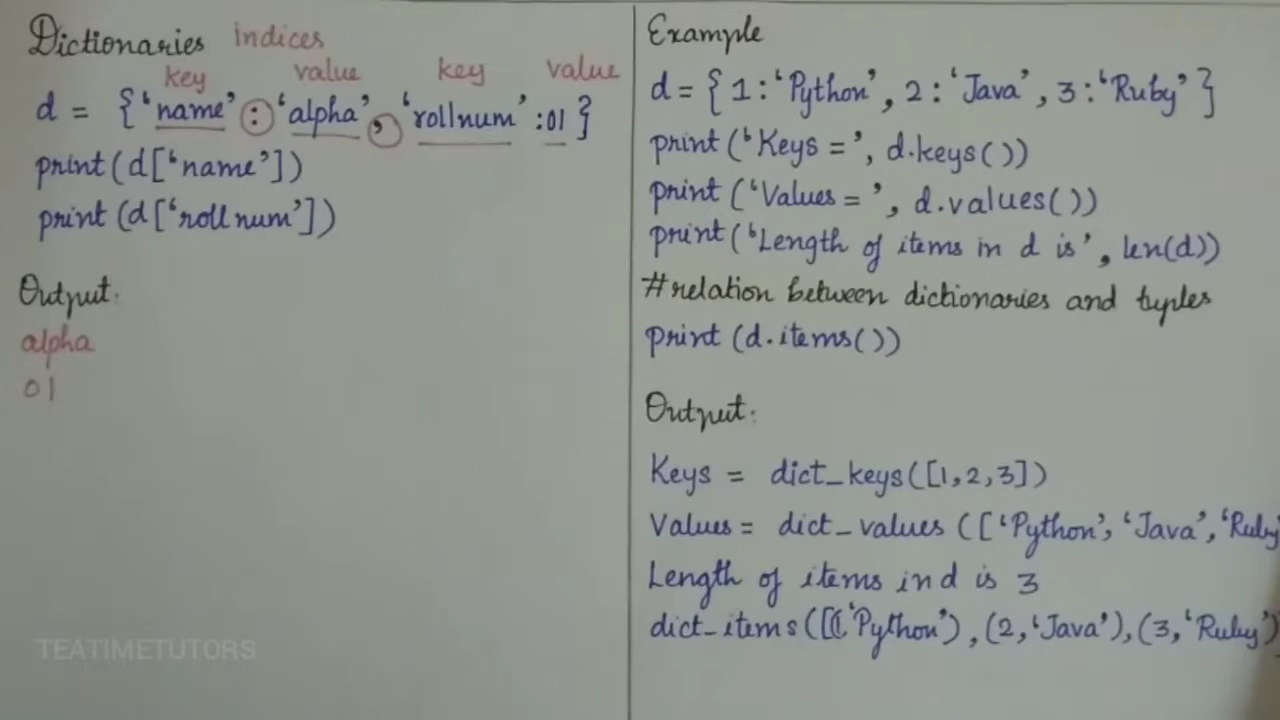 Dictionaries indices
key value key value
d = {'name' : 'alpha', 'rollnum' :01}
print(d['name'])
print (d['rollnum'])
Output:
alpha
01
TEATIMETUTORS
Example
d = { 1 : 'Python', 2 : 'Java', 3 : 'Ruby' }
print ('Keys =', d.keys())
print ('Values = ', d.values())
print ('Length of items in d is', len(d))
#relation between dictionaries and tuples
print (d.items())
Output:
Keys = dict_keys([1,2,3])
Values = dict_values (['Python', 'Java', 'Ruby
Length of items in d is 3
dict_items([(1,'Python'), (2,'Java'), (3,'Ruby')